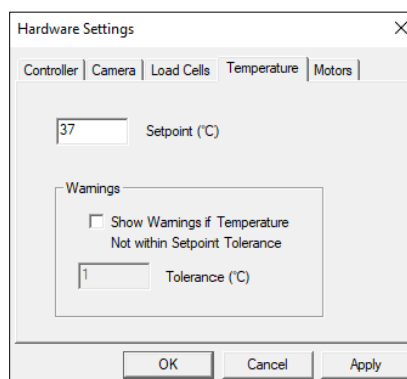 Hardware Settings
Controller Camera Load Cells Temperature Motors
37 Setpoint (°C)
Warnings
Show Warnings if Temperature
Not within Setpoint Tolerance
1 Tolerance (°C)
OK Cancel Apply